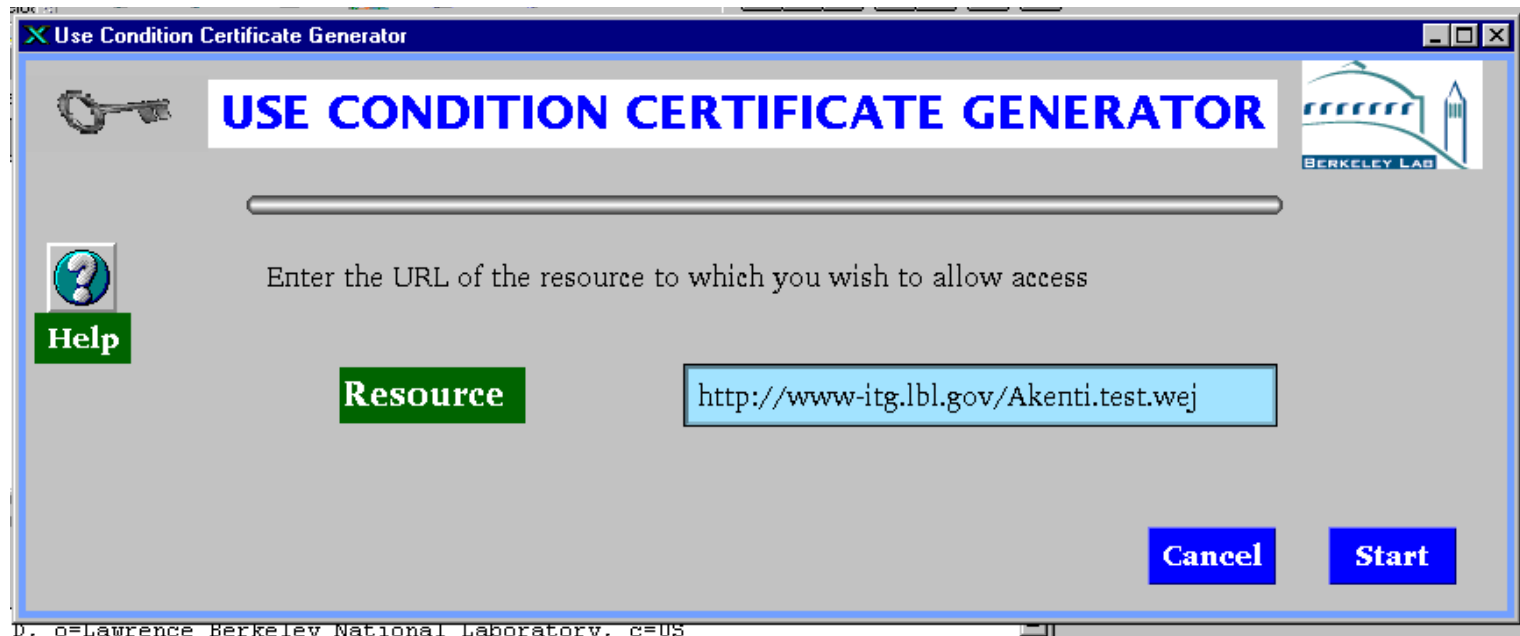 Use Condition Certificate Generator
USE CONDITION CERTIFICATE GENERATOR
BERKELEY LAB
Enter the URL of the resource to which you wish to allow access
Help
Resource
http://www-itg.lbl.gov/Akenti.test.wej
Cancel
Start
D, o=Lawrence Berkeley National Laboratory, c=US